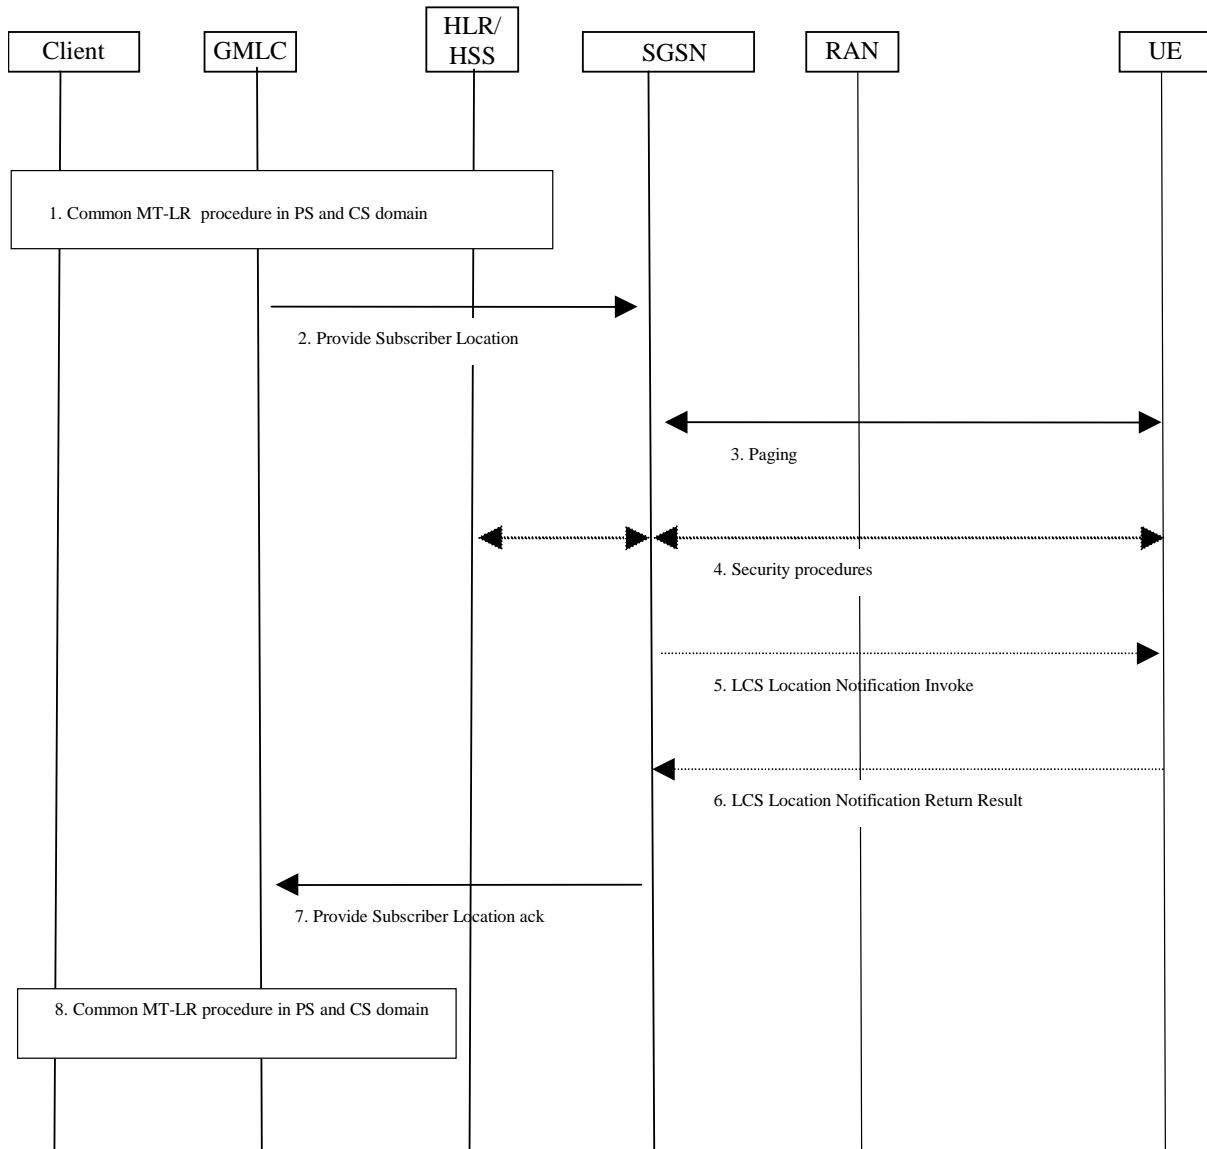 Client
GMLC
HLR/
HSS
SGSN
RAN
UE
1. Common MT-LR procedure in PS and CS domain
2. Provide Subscriber Location
3. Paging
4. Security procedures
5. LCS Location Notification Invoke
6. LCS Location Notification Return Result
7. Provide Subscriber Location ack
8. Common MT-LR procedure in PS and CS domain